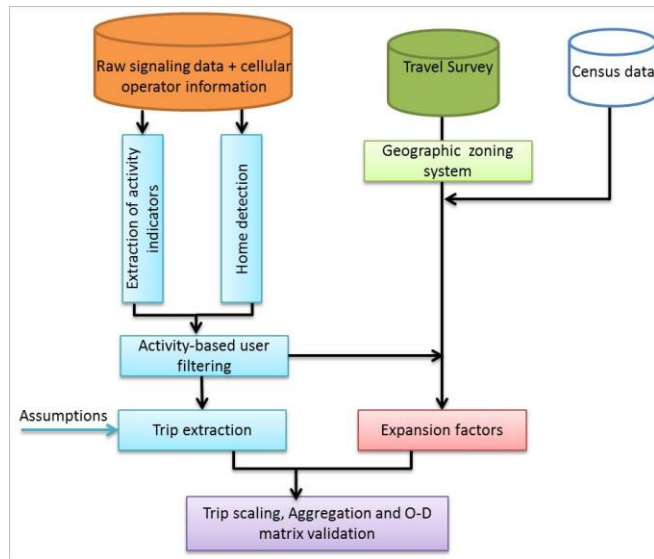 Raw signaling data + cellular
operator information
Travel Survey
Census data
Geographic zoning
system
Extraction of activity
indicators
Home detection
Activity-based user
filtering
Assumptions
Trip extraction
Expansion factors
Trip scaling, Aggregation and O-D
matrix validation